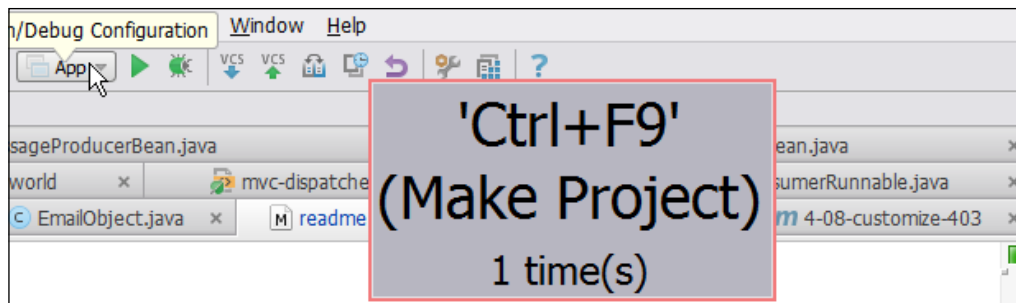 n/Debug Configuration Window Help
App VCS VCS ?
'Ctrl+F9'
(Make Project)
1 time(s)
sageProducerBean.java ean.java ×
world × mvc-dispatche sumerRunnable.java ×
C EmailObject.java × M readme m 4-08-customize-403 ×